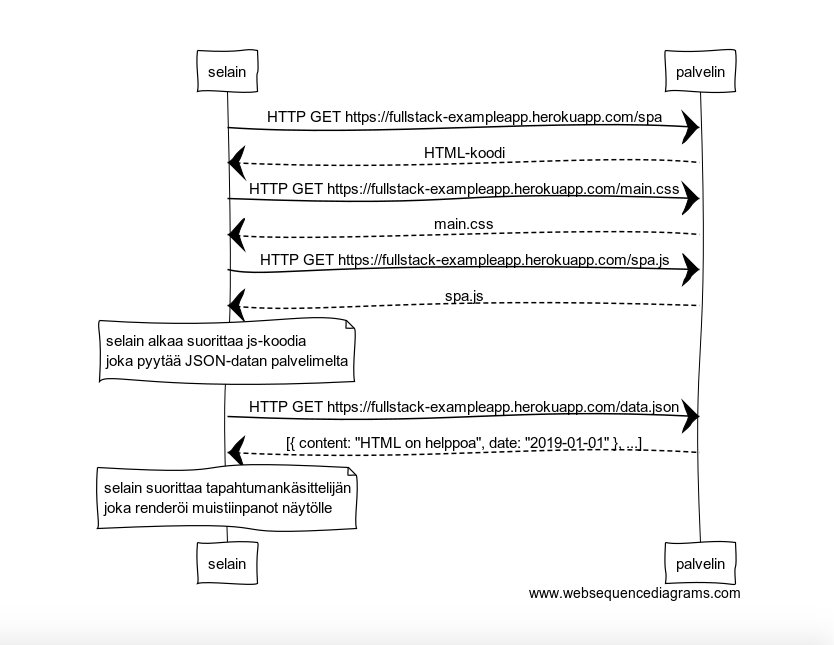 selain
palvelin
HTTP GET https://fullstack-exampleapp.herokuapp.com/spa
HTML-koodi
HTTP GET https://fullstack-exampleapp.herokuapp.com/main.css
main.css
HTTP GET https://fullstack-exampleapp.herokuapp.com/spa.js
spa.js
selain alkaa suorittaa js-koodia
joka pyytää JSON-datan palvelimelta
HTTP GET https://fullstack-exampleapp.herokuapp.com/data.json
[{ content: "HTML on helppoa", date: "2019-01-01" }, ...]
selain suorittaa tapahtumankäsittelijän
joka renderöi muistiinpanot näytölle
selain
palvelin
www.websequencediagrams.com